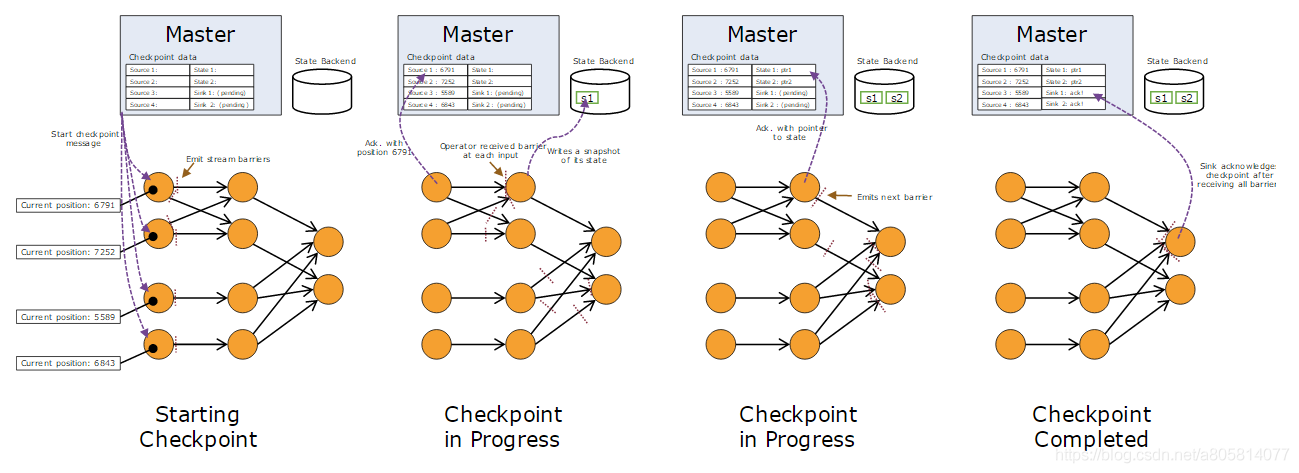 Master
Checkpoint data
Source 1:
State 1:
Source 2:
State 2:
Source 3:
Sink 1: (pending)
Source 4:
Sink 2: (pending)
State Backend
Start checkpoint
message
Emit stream barriers
Current position: 6791
Current position: 7252
Current position: 5589
Current position: 6843
Starting
Checkpoint
Master
Checkpoint data
Source 1 : 6791
State 1:
Source 2 : 7252
State 2:
Source 3 : 5589
Sink 1: (pending)
Source 4 : 6843
Sink 2: (pending)
State Backend
s1
Ack. with
position 6791
Operator received barrier
at each input
Writes a snapshot
of its state
Checkpoint
in Progress
Master
Checkpoint data
Source 1 : 6791
State 1: ptr1
Source 2 : 7252
State 2: ptr2
Source 3 : 5589
Sink 1: (pending)
Source 4 : 6843
Sink 2: (pending)
State Backend
s1
s2
Ack. with pointer
to state
Emits next barrier
Checkpoint
in Progress
Master
Checkpoint data
Source 1 : 6791
State 1: ptr1
Source 2 : 7252
State 2: ptr2
Source 3 : 5589
Sink 1: ack!
Source 4 : 6843
Sink 2: ack!
State Backend
s1
s2
Sink acknowledges
checkpoint after
receiving all barrier
Checkpoint
Completed
https://blog.csdn.net/a805814077